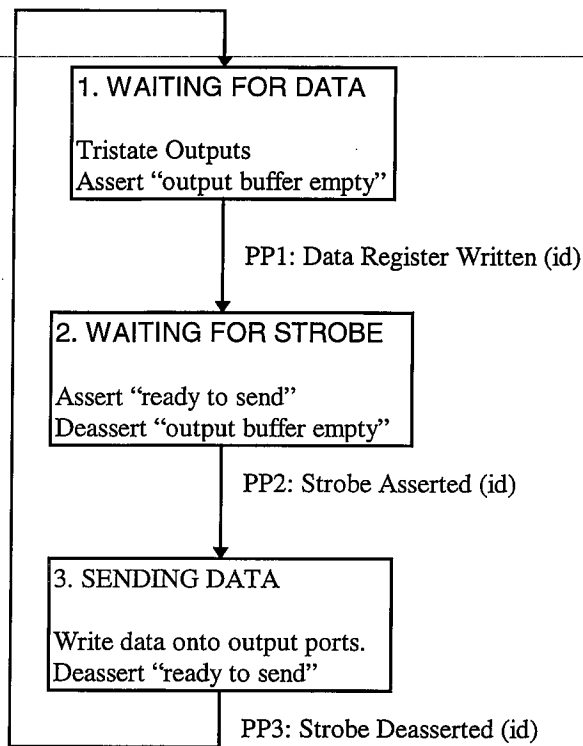 1. WAITING FOR DATA
Tristate Outputs
Assert “output buffer empty”
PP1: Data Register Written (id)
2. WAITING FOR STROBE
Assert “ready to send”
Deassert “output buffer empty”
PP2: Strobe Asserted (id)
3. SENDING DATA
Write data onto output ports.
Deassert “ready to send”
PP3: Strobe Deasserted (id)